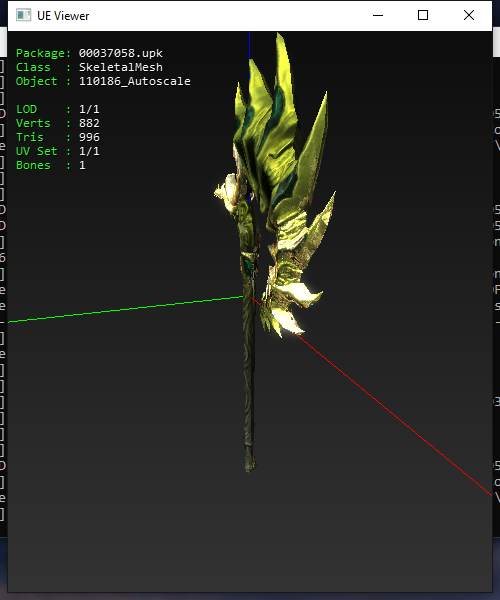 UE Viewer
Package: 00037058.upk
Class  : SkeletalMesh
Object : 110186_Autoscale
LOD    : 1/1
Verts  : 882
Tris   : 996
UV Set : 1/1
Bones  : 1